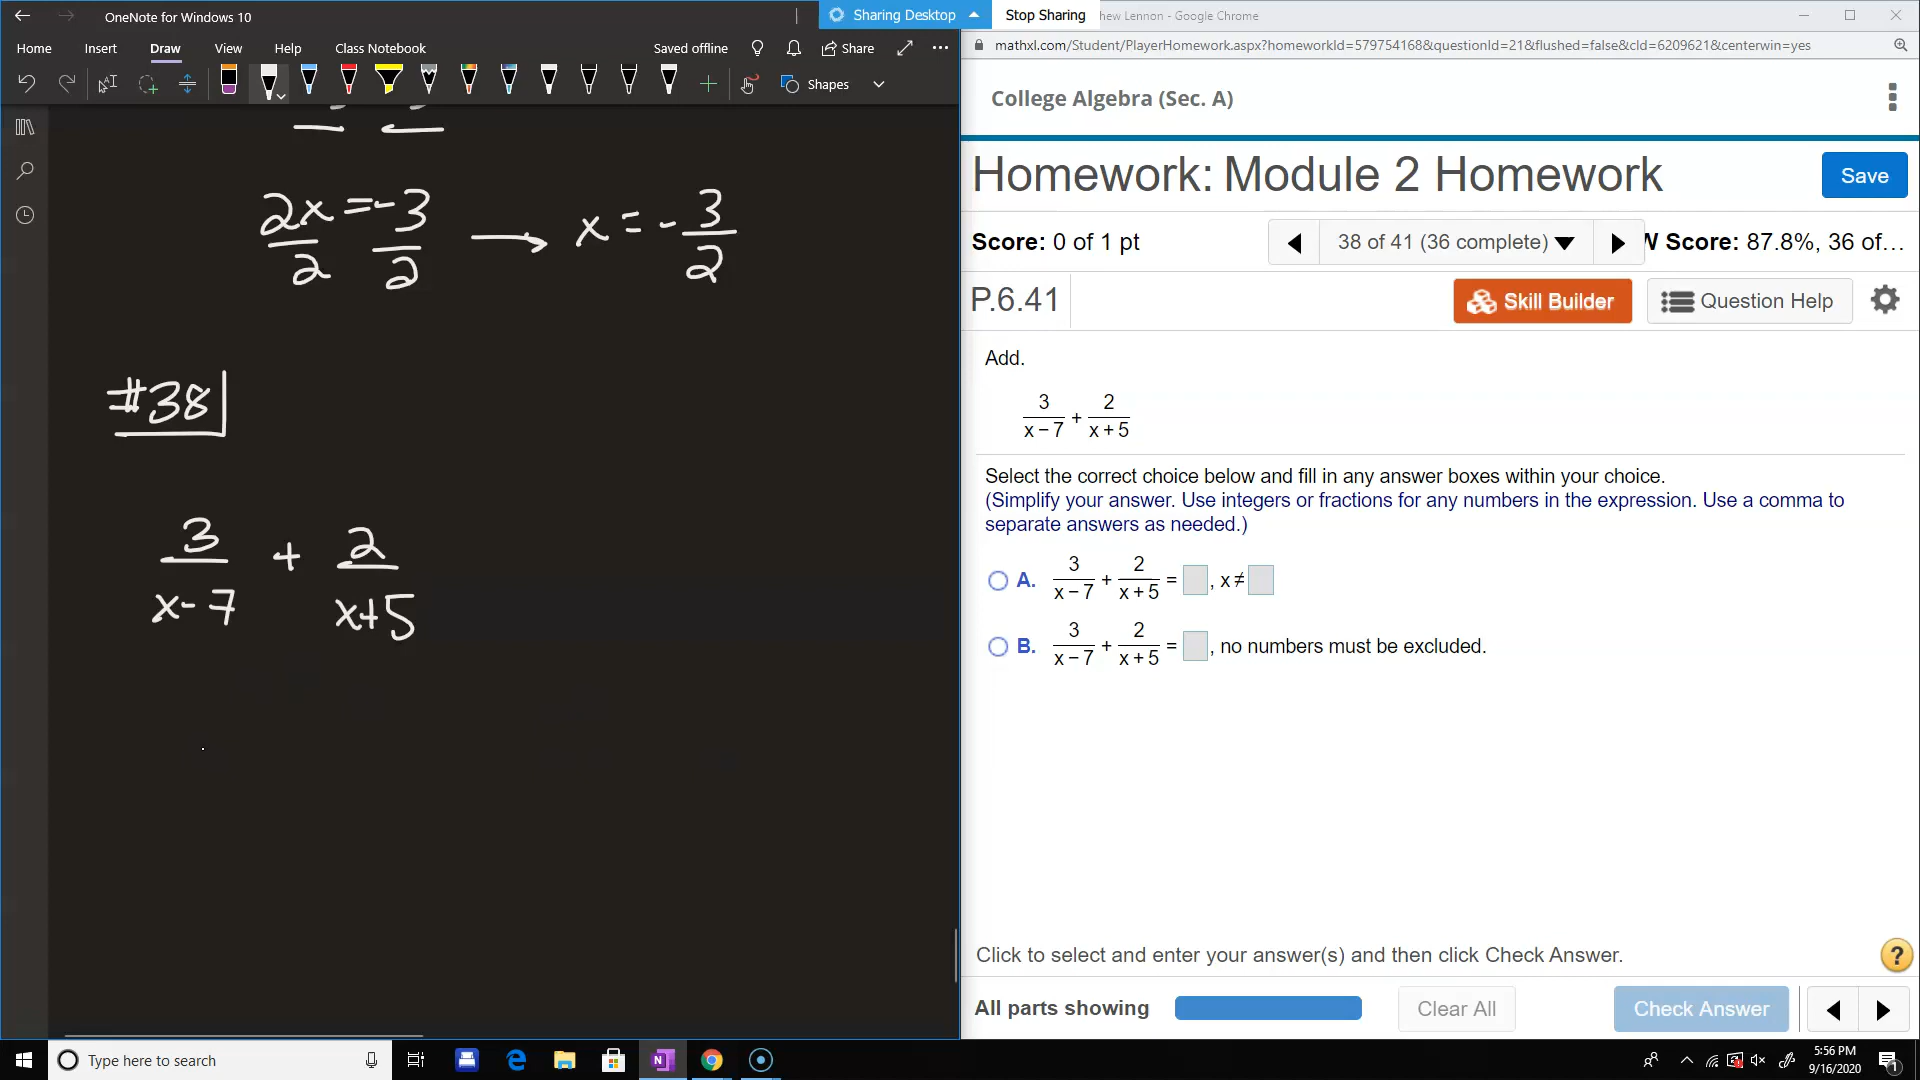 OneNote for Windows 10
Sharing Desktop
Stop Sharing
hew Lennon - Google Chrome
Home Insert Draw View Help Class Notebook Saved offline Share
mathxl.com/Student/PlayerHomework.aspx?homeworkId=579754168&questionId=21&flushed=false&cId=6209621&centerwin=yes
Shapes
College Algebra (Sec. A)
Homework: Module 2 Homework
Save
2x = -3 → x = - 3/2
2 2
Score: 0 of 1 pt
38 of 41 (36 complete)
W Score: 87.8%, 36 of...
P.6.41
Skill Builder
Question Help
#38
3/(x-7) + 2/(x+5)
Add.
3/(x-7) + 2/(x+5)
Select the correct choice below and fill in any answer boxes within your choice.
(Simplify your answer. Use integers or fractions for any numbers in the expression. Use a comma to
separate answers as needed.)
A. 3/(x-7) + 2/(x+5) = , x ≠
B. 3/(x-7) + 2/(x+5) = , no numbers must be excluded.
Click to select and enter your answer(s) and then click Check Answer.
?
All parts showing
Clear All
Check Answer
Type here to search
5:56 PM
9/16/2020
1